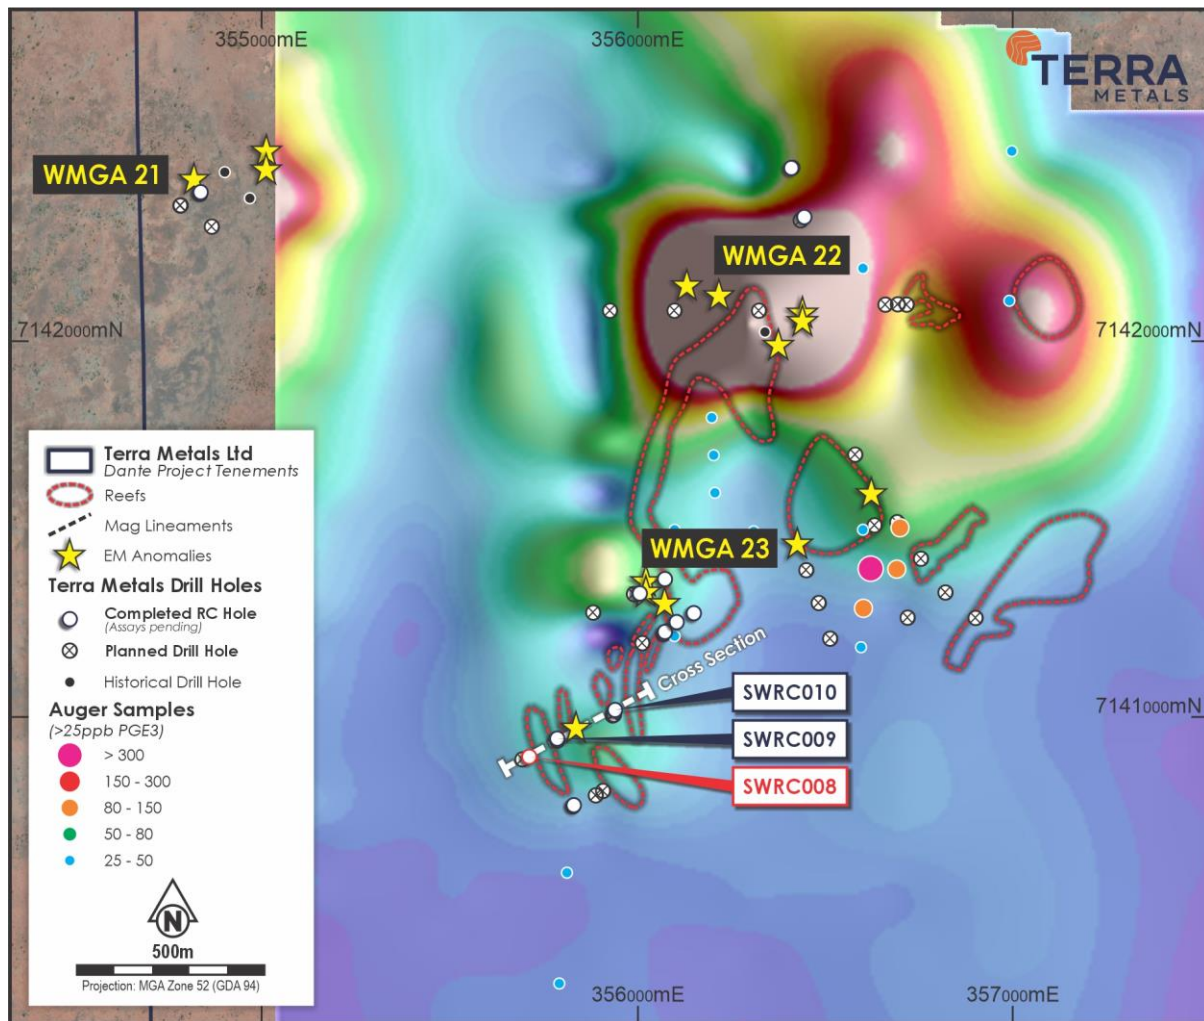 355000mE
356000mE
TERRA
METALS
WMGA 21
WMGA 22
7142000mN
7142000mN
Terra Metals Ltd
Dante Project Tenements
Reefs
Mag Lineaments
EM Anomalies
Terra Metals Drill Holes
Completed RC Hole
(Assays pending)
Planned Drill Hole
Historical Drill Hole
Auger Samples
(>25ppb PGE3)
> 300
150 - 300
80 - 150
50 - 80
25 - 50
N
500m
Projection: MGA Zone 52 (GDA 94)
WMGA 23
Cross Section
SWRC010
SWRC009
SWRC008
7141000mN
356000mE
357000mE